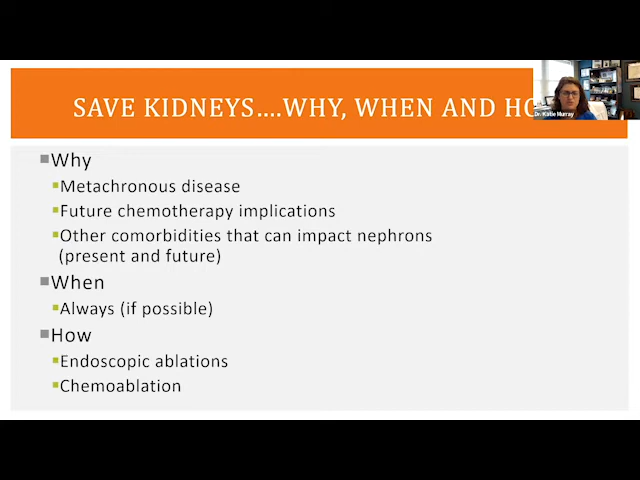 SAVE KIDNEYS....WHY, WHEN AND HO
Dr. Katie Murray
Why
Metachronous disease
Future chemotherapy implications
Other comorbidities that can impact nephrons
(present and future)
When
Always (if possible)
How
Endoscopic ablations
Chemoablation